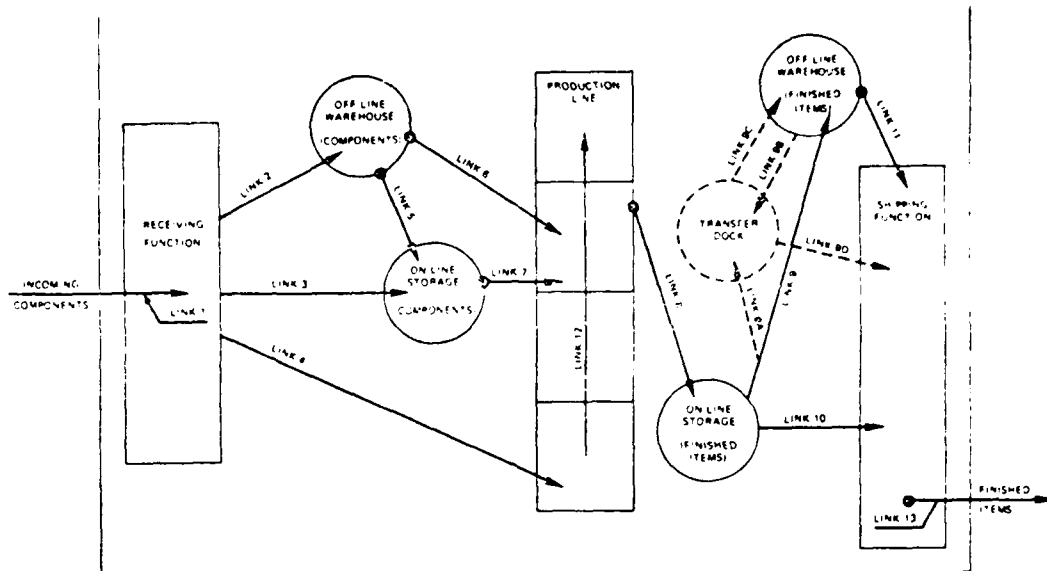 OFF LINE
WAREHOUSE
(COMPONENTS)
LINK 2
LINK 5
LINK 6
RECEIVING
FUNCTION
INCOMING
COMPONENTS
LINK 1
LINK 3
ON LINE
STORAGE
COMPONENTS
LINK 7
LINK 4
PRODUCTION
LINE
LINK 12
OFF LINE
WAREHOUSE
(FINISHED
ITEMS)
LINK 11
LINK 9C
LINK 9B
TRANSFER
DOCK
LINK 9D
LINK 9A
LINK 9
LINK
ON LINE
STORAGE
(FINISHED
ITEMS)
LINK 10
SHIPPING
FUNCTION
LINK 13
FINISHED
ITEMS